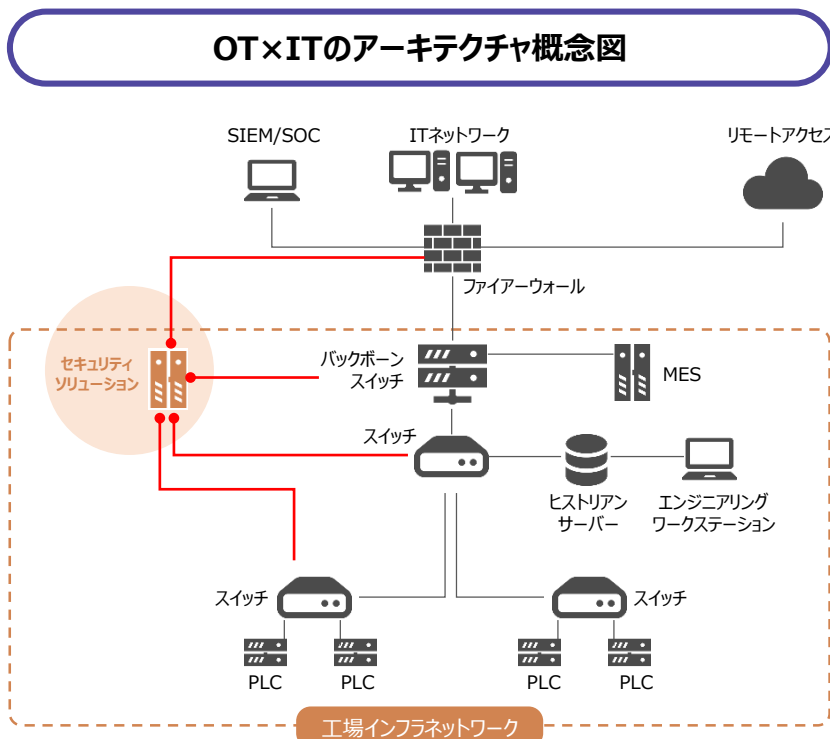 OT×ITのアーキテクチャ概念図
SIEM/SOC
ITネットワーク
リモートアクセス
ファイアーウォール
セキュリティ
ソリューション
バックボーン
スイッチ
MES
スイッチ
ヒストリアン
サーバー
エンジニアリング
ワークステーション
スイッチ
スイッチ
PLC
PLC
PLC
PLC
工場インフラネットワーク